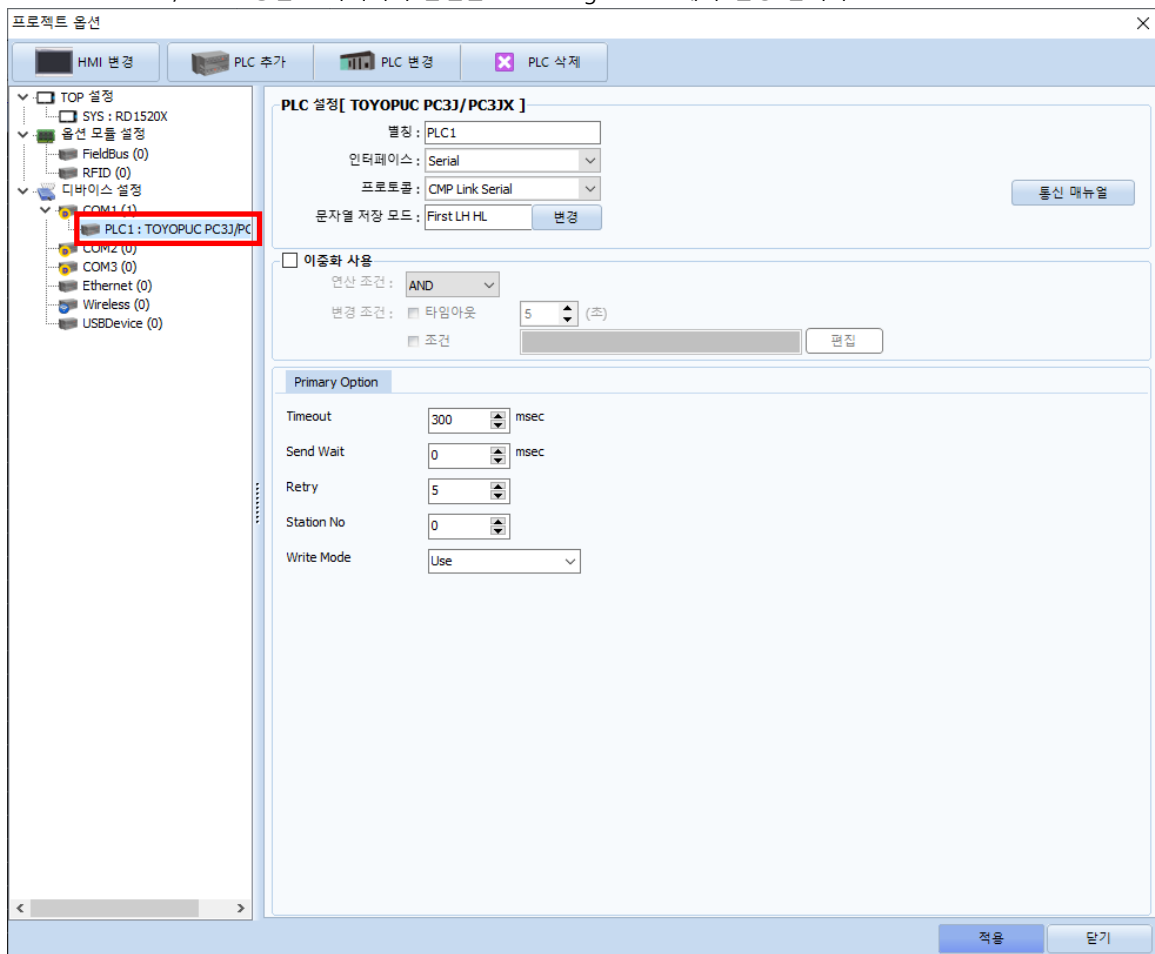 프로젝트 옵션
HMI 변경 PLC 추가 PLC 변경 PLC 삭제
TOP 설정
SYS : RD1520X
옵션 모듈 설정
FieldBus (0)
RFID (0)
디바이스 설정
COM1 (1)
PLC1 : TOYOPUC PC3J/PC
COM2 (0)
COM3 (0)
Ethernet (0)
Wireless (0)
USBDevice (0)
PLC 설정[ TOYOPUC PC3J/PC3JX ]
별칭 : PLC1
인터페이스 : Serial
프로토콜 : CMP Link Serial
통신 매뉴얼
문자열 저장 모드 : First LH HL 변경
이중화 사용
연산 조건 : AND
변경 조건 : 타임아웃 5 (초)
조건 편집
Primary Option
Timeout 300 msec
Send Wait 0 msec
Retry 5
Station No 0
Write Mode Use
적용 닫기